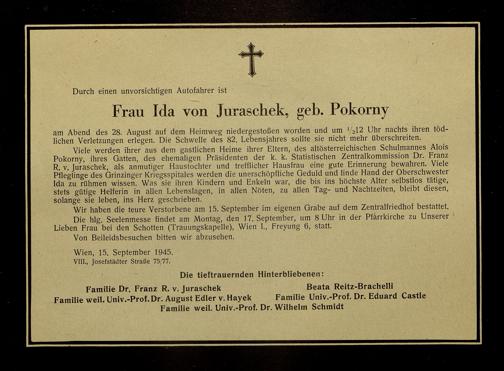 Durch einen unvorsichtigen Autofahrer ist
Frau Ida von Juraschek, geb. Pokorny
am Abend des 28. August auf dem Heimweg niedergestoßen worden und um ½12 Uhr nachts ihren töd-
lichen Verletzungen erlegen. Die Schwelle des 82. Lebensjahres sollte sie nicht mehr überschreiten.
Viele werden ihrer aus dem gastlichen Heime ihrer Eltern, des altösterreichischen Schulmannes Alois
Pokorny, ihres Gatten, des ehemaligen Präsidenten der k. k. Statistischen Zentralkommission Dr. Franz
R. v. Juraschek, als anmutiger Haustochter und trefflicher Hausfrau eine gute Erinnerung bewahren. Viele
Pfleglinge des Grinzinger Kriegsspitales werden die unerschöpfliche Geduld und linde Hand der Oberschwester
Ida zu rühmen wissen. Was sie ihren Kindern und Enkeln war, die bis ins höchste Alter selbstlos tätige,
stets gütige Helferin in allen Lebenslagen, in allen Nöten, zu allen Tag- und Nachtzeiten, bleibt diesen,
solange sie leben, ins Herz geschrieben.
Wir haben die teure Verstorbene am 15. September im eigenen Grabe auf dem Zentralfriedhof bestattet.
Die hlg. Seelenmesse findet am Montag, den 17. September, um 8 Uhr in der Pfarrkirche zu Unserer
Lieben Frau bei den Schotten (Trauungskapelle), Wien I., Freyung 6, statt.
Von Beileidsbesuchen bitten wir abzusehen.
Wien, 15. September 1945.
VIII., Josefstädter Straße 75/77.
Die tieftrauernden Hinterbliebenen:
Familie Dr. Franz R. v. Juraschek Beata Reitz-Brachelli
Familie weil. Univ.-Prof. Dr. August Edler v. Hayek Familie Univ.-Prof. Dr. Eduard Castle
Familie weil. Univ.-Prof. Dr. Wilhelm Schmidt